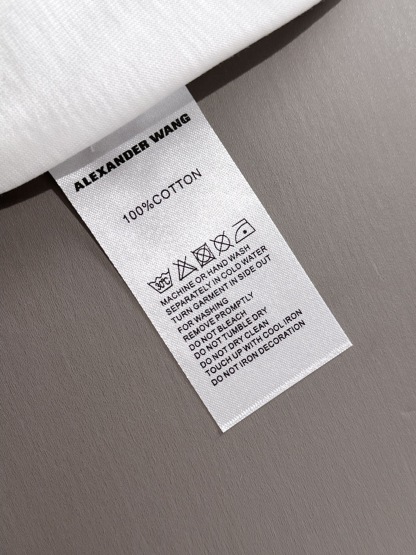 ALEXANDER WANG
100%COTTON
30°C
MACHINE OR HAND WASH
SEPARATELY IN COLD WATER
TURN GARMENT IN SIDE OUT
FOR WASHING
REMOVE PROMPTLY
DO NOT BLEACH
DO NOT TUMBLE DRY
DO NOT DRY CLEAN
TOUCH UP WITH COOL IRON
DO NOT IRON DECORATION